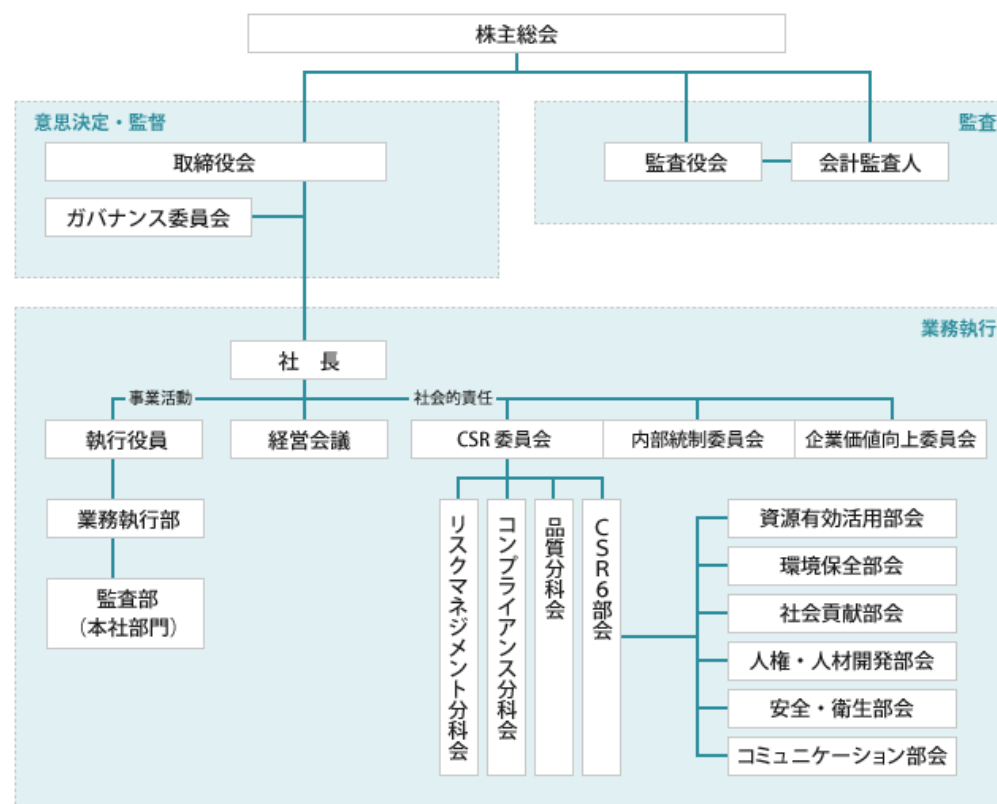 株主総会
意思決定・監督
監査
取締役会
監査役会
会計監査人
ガバナンス委員会
業務執行
社 長
事業活動
社会的責任
執行役員
経営会議
CSR 委員会
内部統制委員会
企業価値向上委員会
業務執行部
監査部
（本社部門）
リスクマネジメント分科会
コンプライアンス分科会
品質分科会
CSR6部会
資源有効活用部会
環境保全部会
社会貢献部会
人権・人材開発部会
安全・衛生部会
コミュニケーション部会